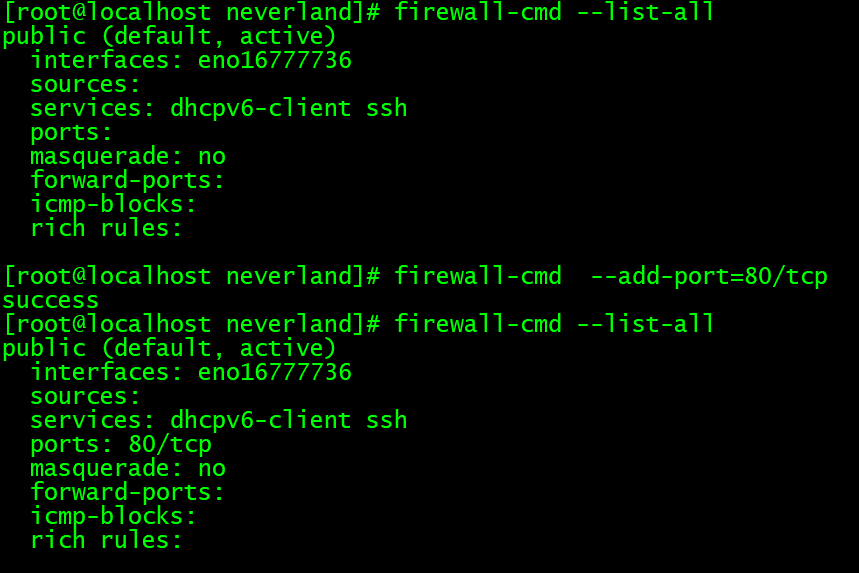 [root@localhost neverland]# firewall-cmd --list-all
public (default, active)
  interfaces: eno16777736
  sources:
  services: dhcpv6-client ssh
  ports:
  masquerade: no
  forward-ports:
  icmp-blocks:
  rich rules:

[root@localhost neverland]# firewall-cmd  --add-port=80/tcp
success
[root@localhost neverland]# firewall-cmd --list-all
public (default, active)
  interfaces: eno16777736
  sources:
  services: dhcpv6-client ssh
  ports: 80/tcp
  masquerade: no
  forward-ports:
  icmp-blocks:
  rich rules: